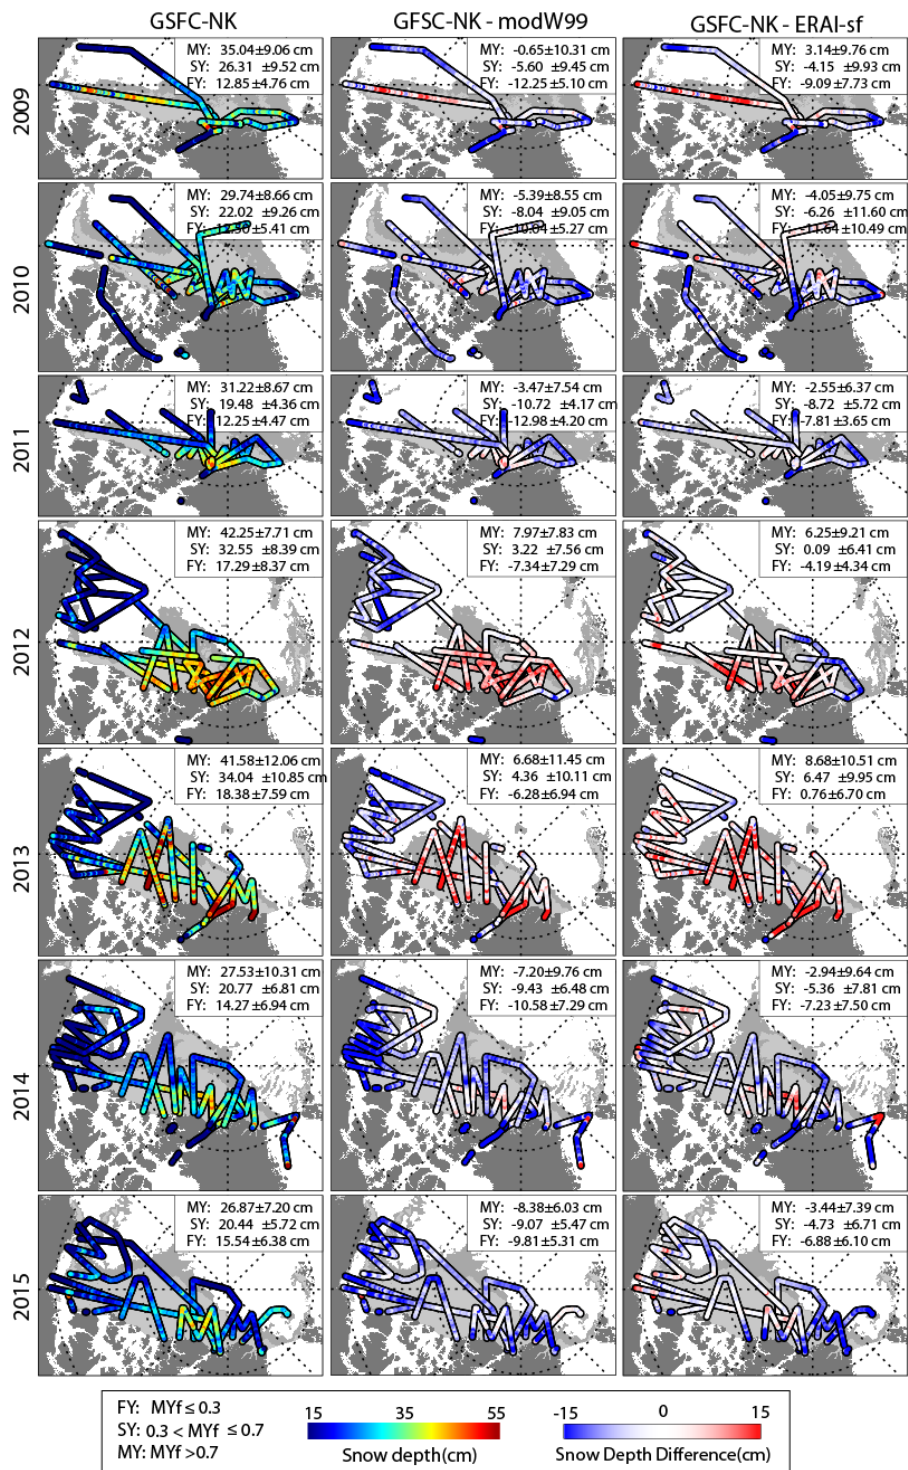 GSFC-NK GFSC-NK - modW99 GSFC-NK - ERAI-sf
2009
MY: 35.04±9.06 cm
SY: 26.31 ±9.52 cm
FY: 12.85±4.76 cm
MY: -0.65±10.31 cm
SY: -5.60 ±9.45 cm
FY: -12.25±5.10 cm
MY: 3.14±9.76 cm
SY: -4.15 ±9.93 cm
FY: -9.09±7.73 cm
2010
MY: 29.74±8.66 cm
SY: 22.02 ±9.26 cm
FY: ±5.41 cm
MY: -5.39±8.55 cm
SY: -8.04 ±9.05 cm
FY: ±5.27 cm
MY: -4.05±9.75 cm
SY: -6.26 ±11.60 cm
FY: ±10.49 cm
2011
MY: 31.22±8.67 cm
SY: 19.48 ±4.36 cm
FY: 12.25±4.47 cm
MY: -3.47±7.54 cm
SY: -10.72 ±4.17 cm
FY: -12.98±4.20 cm
MY: -2.55±6.37 cm
SY: -8.72 ±5.72 cm
FY: -7.81±3.65 cm
2012
MY: 42.25±7.71 cm
SY: 32.55 ±8.39 cm
FY: 17.29±8.37 cm
MY: 7.97±7.83 cm
SY: 3.22 ±7.56 cm
FY: -7.34±7.29 cm
MY: 6.25±9.21 cm
SY: 0.09 ±6.41 cm
FY: -4.19±4.34 cm
2013
MY: 41.58±12.06 cm
SY: 34.04 ±10.85 cm
FY: 18.38±7.59 cm
MY: 6.68±11.45 cm
SY: 4.36 ±10.11 cm
FY: -6.28±6.94 cm
MY: 8.68±10.51 cm
SY: 6.47 ±9.95 cm
FY: 0.76±6.70 cm
2014
MY: 27.53±10.31 cm
SY: 20.77 ±6.81 cm
FY: 14.27±6.94 cm
MY: -7.20±9.76 cm
SY: -9.43 ±6.48 cm
FY: -10.58±7.29 cm
MY: -2.94±9.64 cm
SY: -5.36 ±7.81 cm
FY: -7.23±7.50 cm
2015
MY: 26.87±7.20 cm
SY: 20.44 ±5.72 cm
FY: 15.54±6.38 cm
MY: -8.38±6.03 cm
SY: -9.07 ±5.47 cm
FY: -9.81±5.31 cm
MY: -3.44±7.39 cm
SY: -4.73 ±6.71 cm
FY: -6.88±6.10 cm
FY: MYf ≤ 0.3
SY: 0.3 < MYf ≤ 0.7
MY: MYf >0.7
15 35 55
Snow depth(cm)
-15 0 15
Snow Depth Difference(cm)